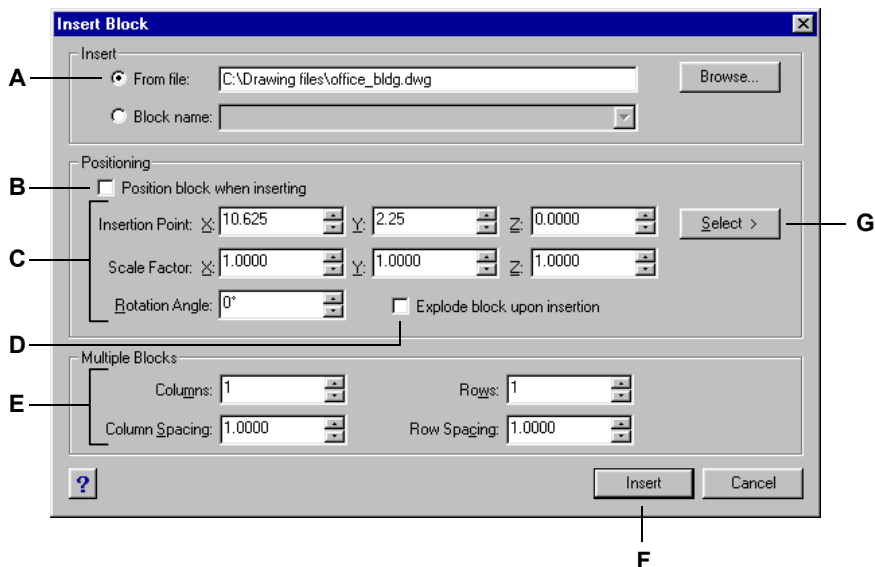 Insert Block
Insert
A From file: C:\Drawing files\office_bldg.dwg Browse...
Block name:
Positioning
B Position block when inserting
Insertion Point: X: 10.625 Y: 2.25 Z: 0.0000 Select > G
C Scale Factor: X: 1.0000 Y: 1.0000 Z: 1.0000
Rotation Angle: 0° Explode block upon insertion
D
Multiple Blocks
E Columns: 1 Rows: 1
Column Spacing: 1.0000 Row Spacing: 1.0000
? Insert Cancel
F